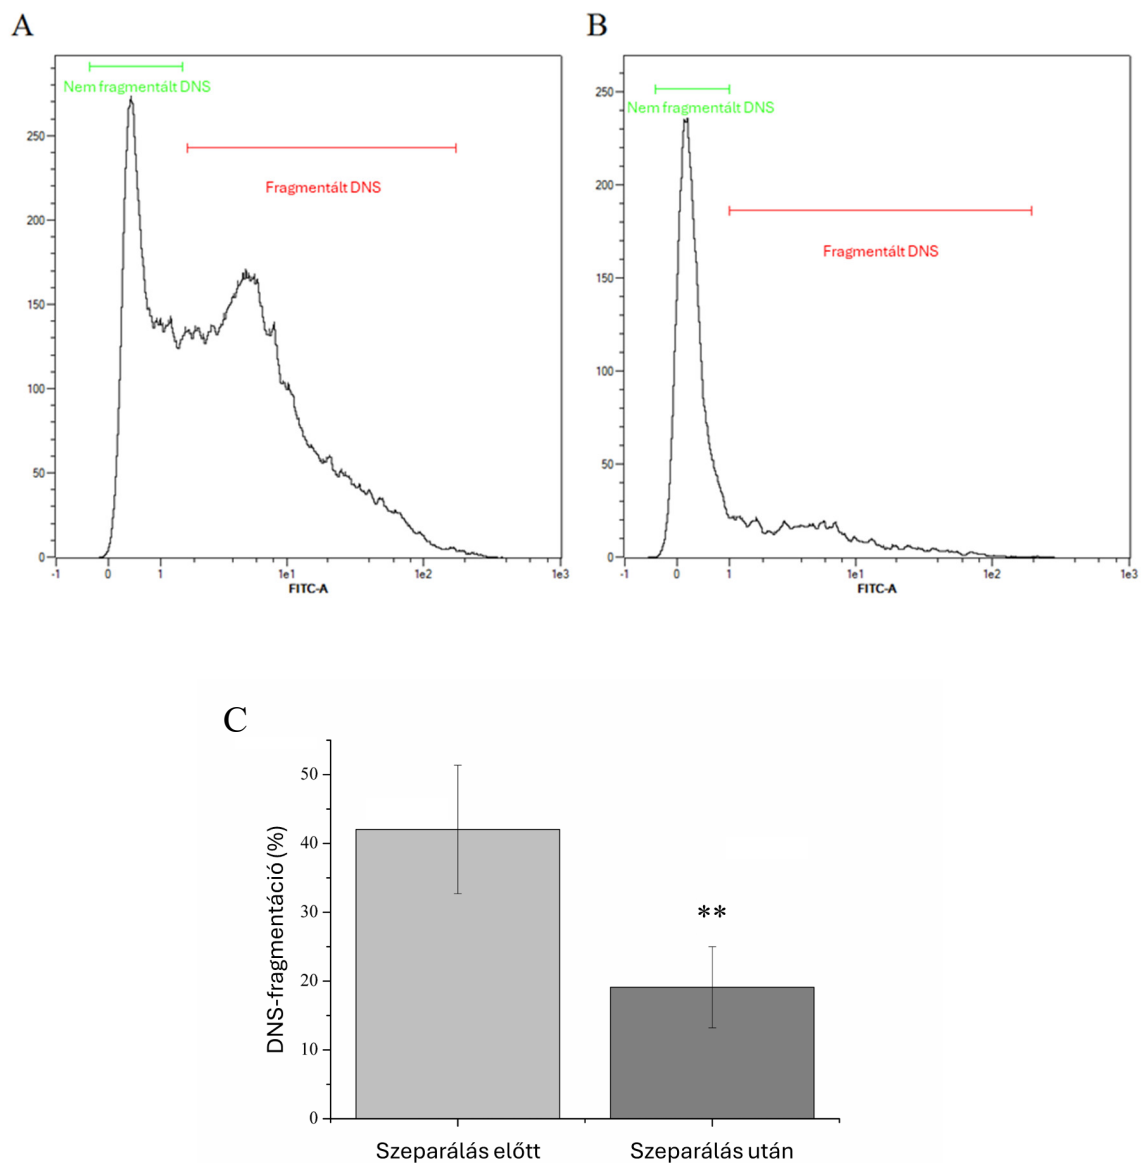 A
Nem fragmentált DNS
Fragmentált DNS
250
200
150
100
50
0
-1 0 1 1e1 1e2 1e3
FITC-A
B
250
Nem fragmentált DNS
200
Fragmentált DNS
150
100
50
0
-1 0 1 1e1 1e2 1e3
FITC-A
C
DNS-fragmentáció (%)
50
40
30
**
20
10
0
Szeparálás előtt Szeparálás után